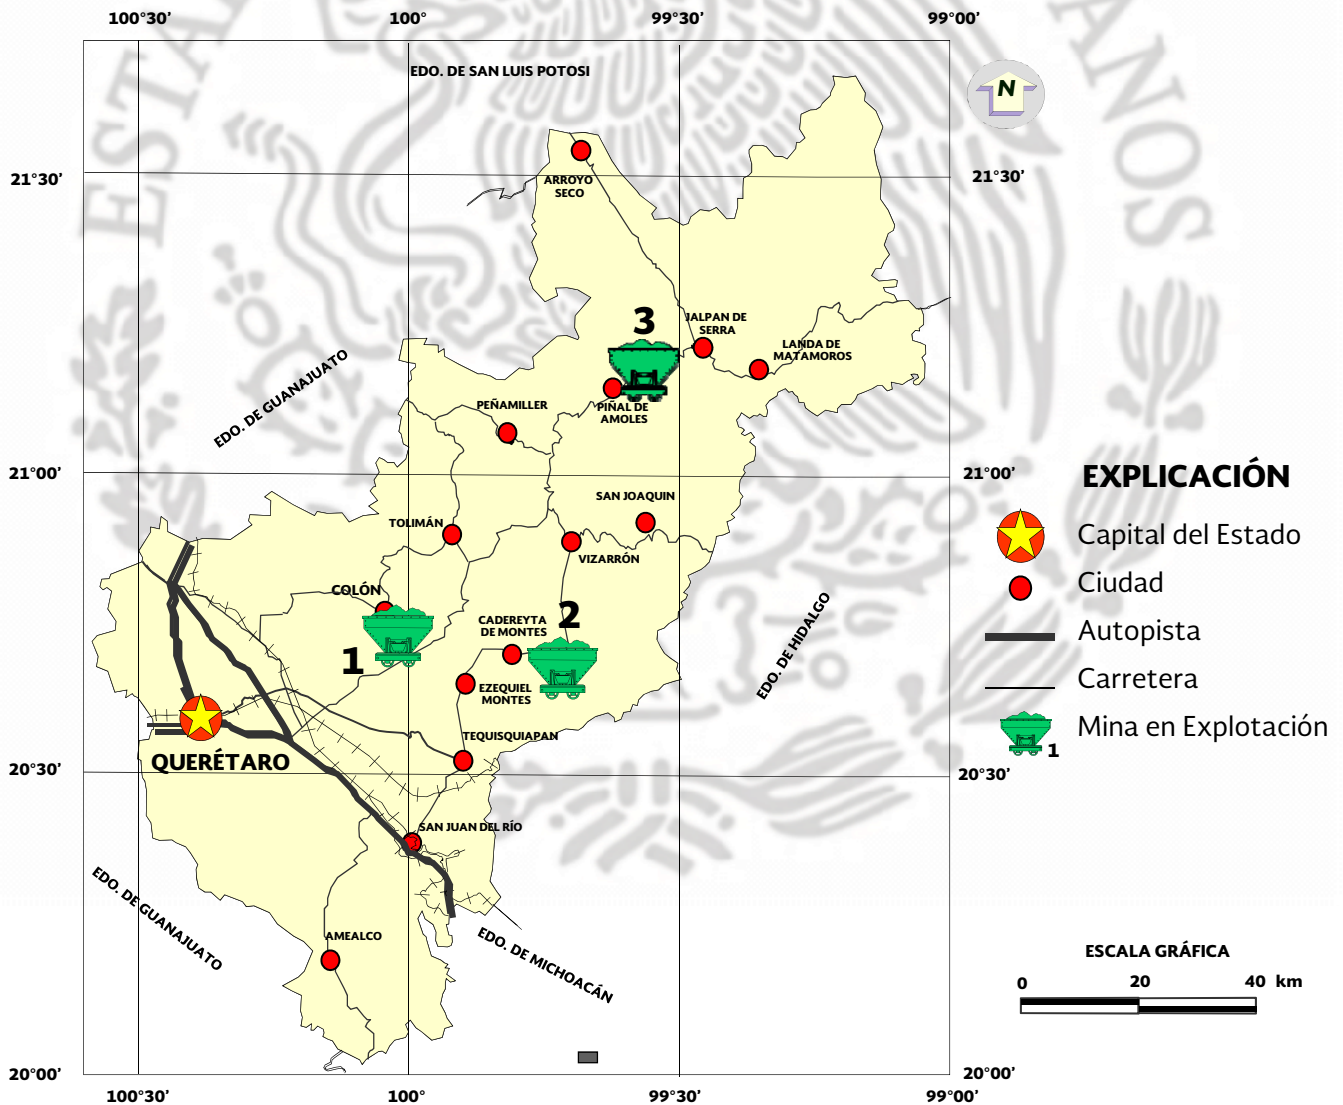 100°30’
100°
99°30’
99°00’
EDO. DE SAN LUIS POTOSI
N
ESTA
ANOS
21°30’
21°30’
ARROYO
SECO
3
JALPAN DE
SERRA
LANDA DE
MATAMOROS
EDO. DE GUANAJUATO
PEÑAMILLER
PIÑAL DE
AMOLES
21°00’
21°00’
EXPLICACIÓN
SAN JOAQUIN
TOLIMÁN
VIZARRÓN
Capital del Estado
Ciudad
COLÓN
2
CADEREYTA
DE MONTES
EDO. DE HIDALGO
Autopista
1
Carretera
EZEQUIEL
MONTES
Mina en Explotación
1
TEQUISQUIAPAN
QUERÉTARO
20°30’
20°30’
SAN JUAN DEL RÍO
EDO. DE GUANAJUATO
AMEALCO
EDO. DE MICHOACÁN
ESCALA GRÁFICA
0 20 40 km
20°00’
20°00’
100°30’
100°
99°30’
99°00’